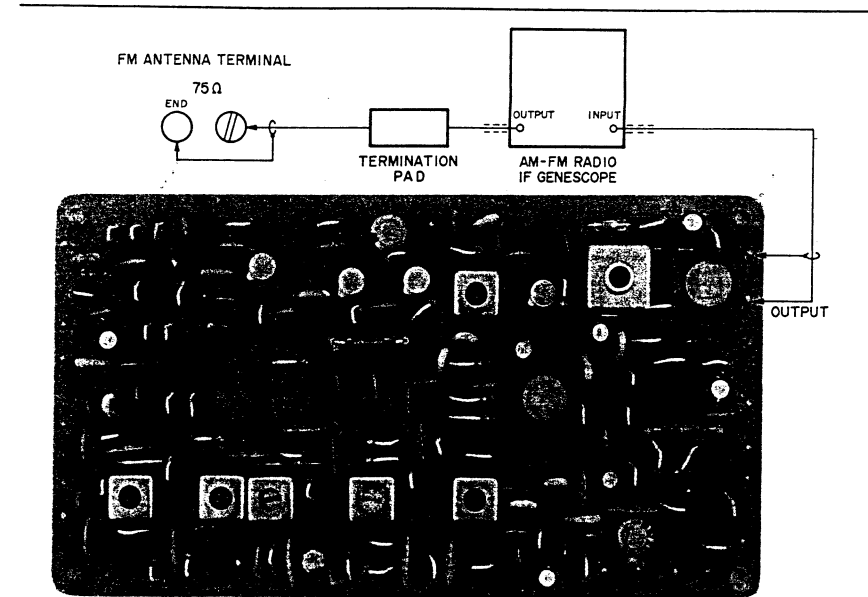 FM ANTENNA TERMINAL
75Ω
END
OUTPUT
INPUT
TERMINATION
PAD
AM-FM RADIO
IF GENESCOPE
OUTPUT